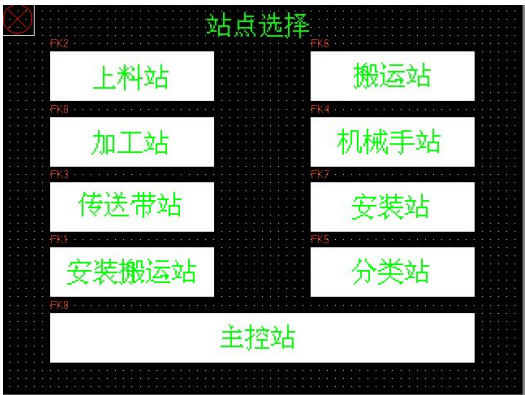 站点选择
FK2 FK6
上料站 搬运站
FK4
加工站 机械手站
FK3 FK7
传送带站 安装站
FK1 FK5
安装搬运站 分类站
主控站